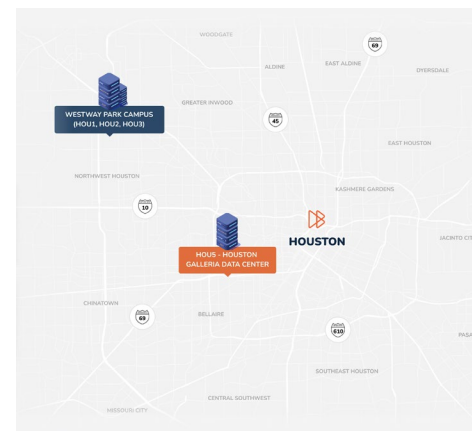 WOODGATE
69
ALDINE
EAST ALDINE
DYERSDALE
GREATER INWOOD
WESTWAY PARK CAMPUS
(HOU1, HOU2, HOU3)
45
EAST HOUSTON
NORTHWEST HOUSTON
KASHMERE GARDENS
10
HOUSTON
JACINTO CIT
HOU5 - HOUSTON
GALLERIA DATA CENTER
CHINATOWN
69
BELLAIRE
610
PASA
SOUTHEAST HOUSTON
CENTRAL SOUTHWEST
MISSOURI CITY